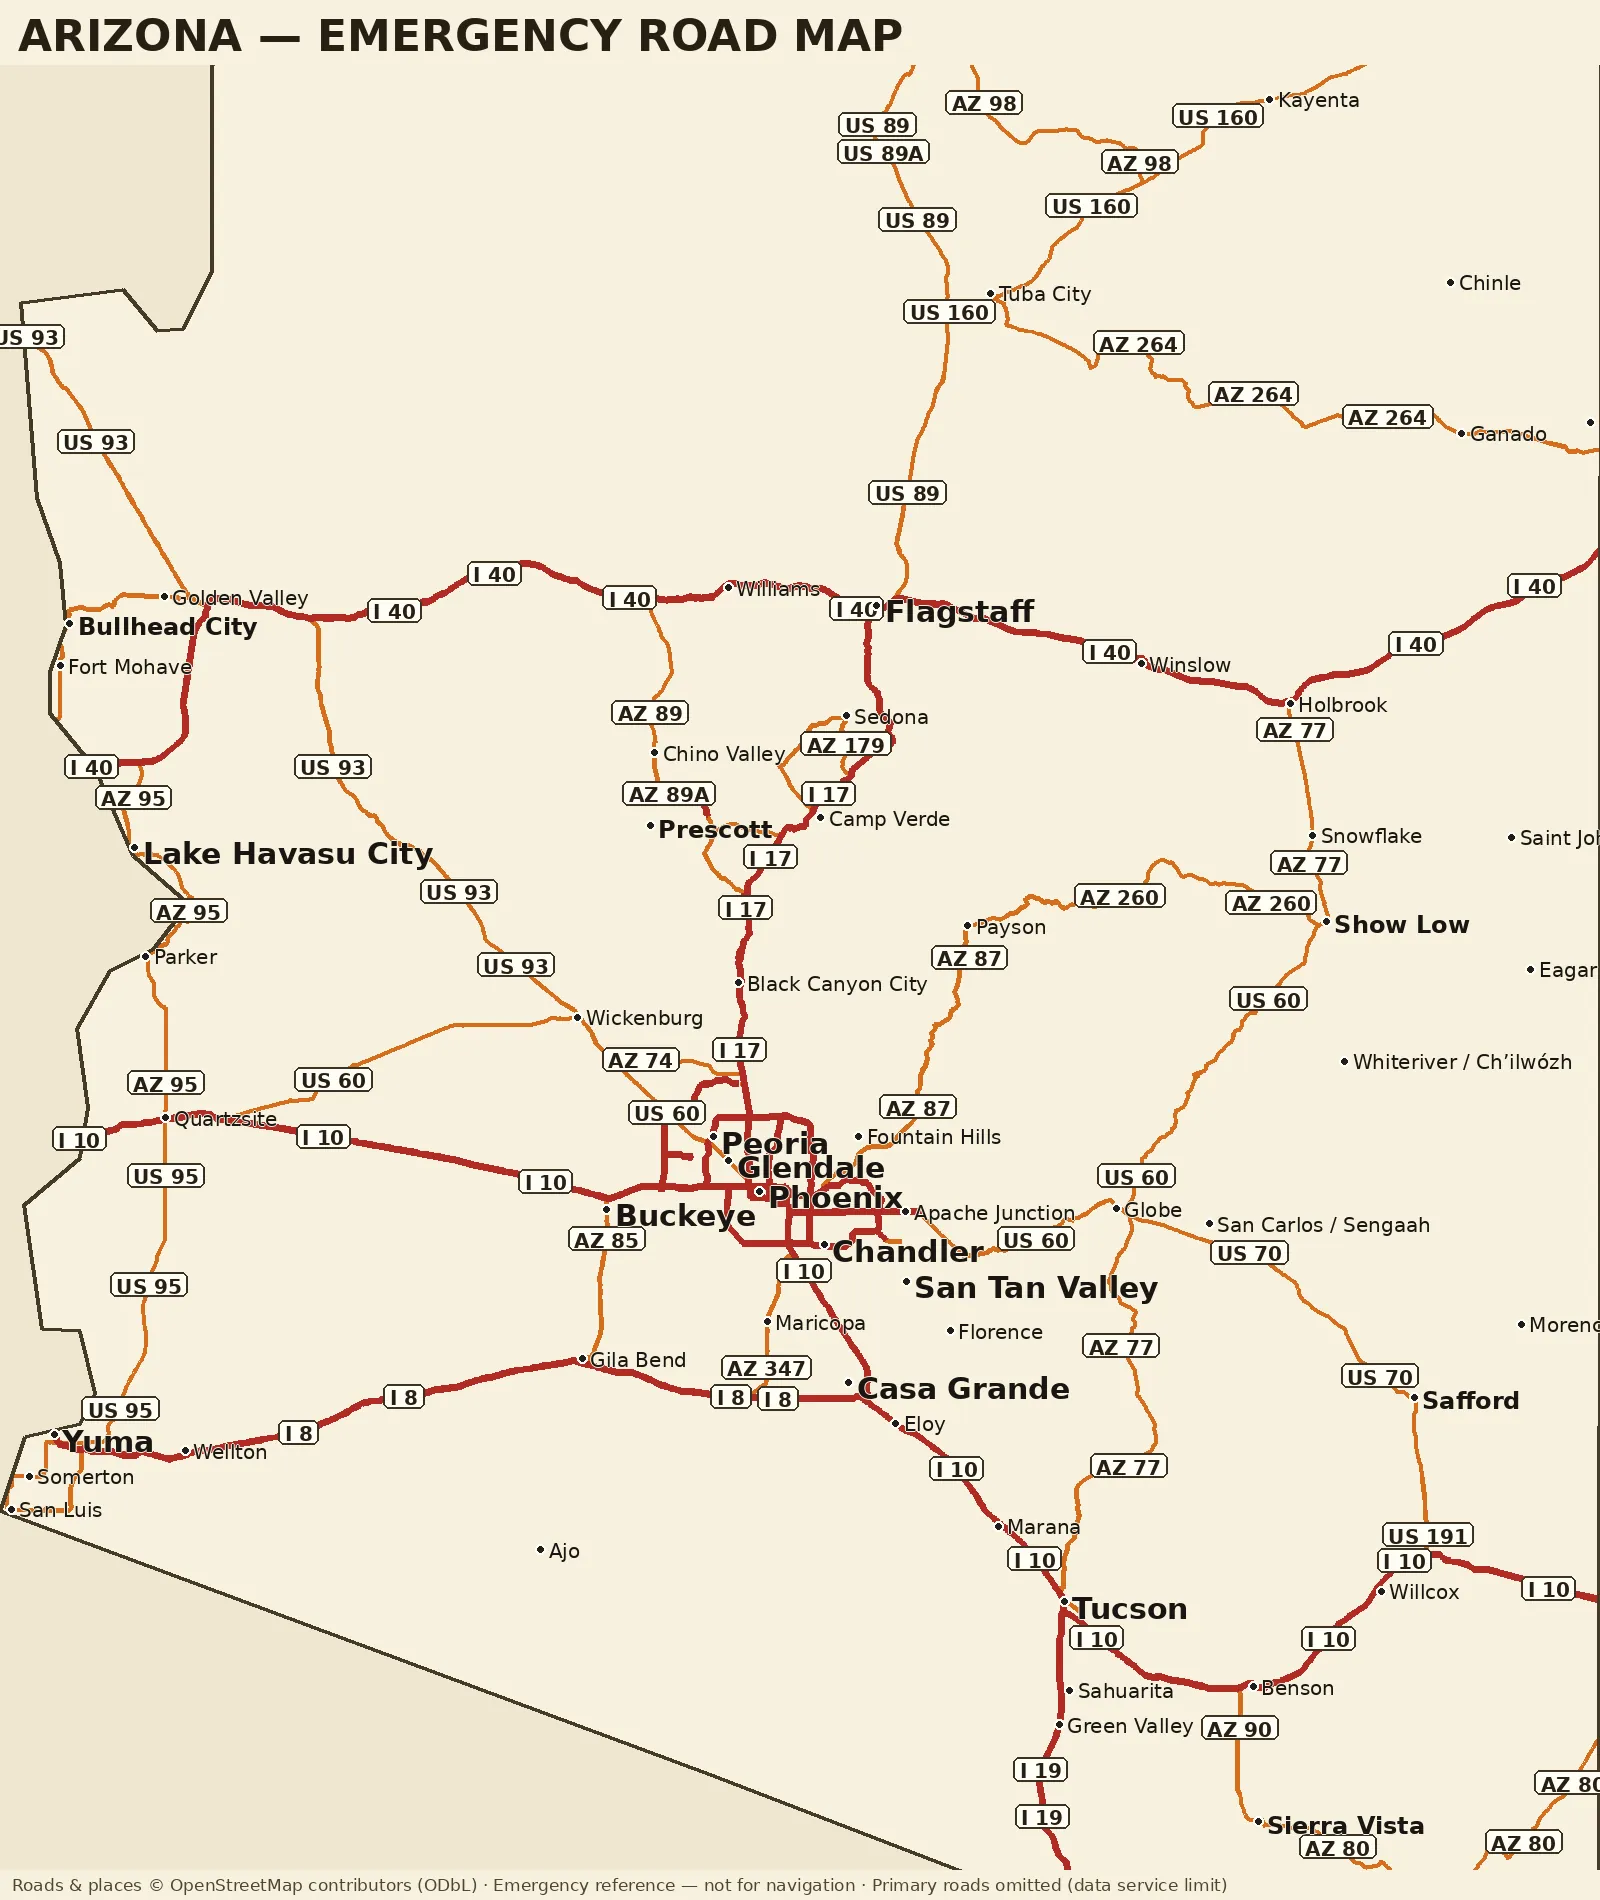 ARIZONA — EMERGENCY ROAD MAP
AZ 98
Kayenta
US 160
US 89
US 89A
AZ 98
US 160
US 89
Chinle
Tuba City
US 160
US 93
AZ 264
AZ 264
AZ 264
Ganado
US 93
US 89
I 40
I 40
Williams
I 40
Golden Valley
I 40
I 40
Flagstaff
Bullhead City
I 40
I 40
Winslow
Fort Mohave
Holbrook
AZ 89
Sedona
AZ 77
AZ 179
Chino Valley
I 40
US 93
AZ 89A
I 17
AZ 95
Camp Verde
Prescott
Snowflake
Saint Joh
Lake Havasu City
I 17
AZ 77
US 93
AZ 260
AZ 260
I 17
AZ 95
Payson
Show Low
Parker
AZ 87
US 93
Eagar
Black Canyon City
US 60
Wickenburg
I 17
AZ 74
Whiteriver / Ch’ilwózh
US 60
AZ 95
US 60
AZ 87
Quartzsite
I 10
I 10
Peoria
Fountain Hills
Glendale
US 95
I 10
US 60
Phoenix
Buckeye
Apache Junction
Globe
San Carlos / Sengaah
AZ 85
US 60
Chandler
US 70
I 10
US 95
San Tan Valley
Maricopa
Florence
Morenc
AZ 77
Gila Bend
AZ 347
US 70
I 8
I 8
I 8
Casa Grande
Safford
US 95
Eloy
I 8
Yuma
Wellton
AZ 77
I 10
Somerton
San Luis
Marana
US 191
Ajo
I 10
I 10
I 10
Willcox
Tucson
I 10
I 10
Benson
Sahuarita
Green Valley
AZ 90
I 19
AZ 80
I 19
Sierra Vista
AZ 80
AZ 80
Roads & places © OpenStreetMap contributors (ODbL) · Emergency reference — not for navigation · Primary roads omitted (data service limit)